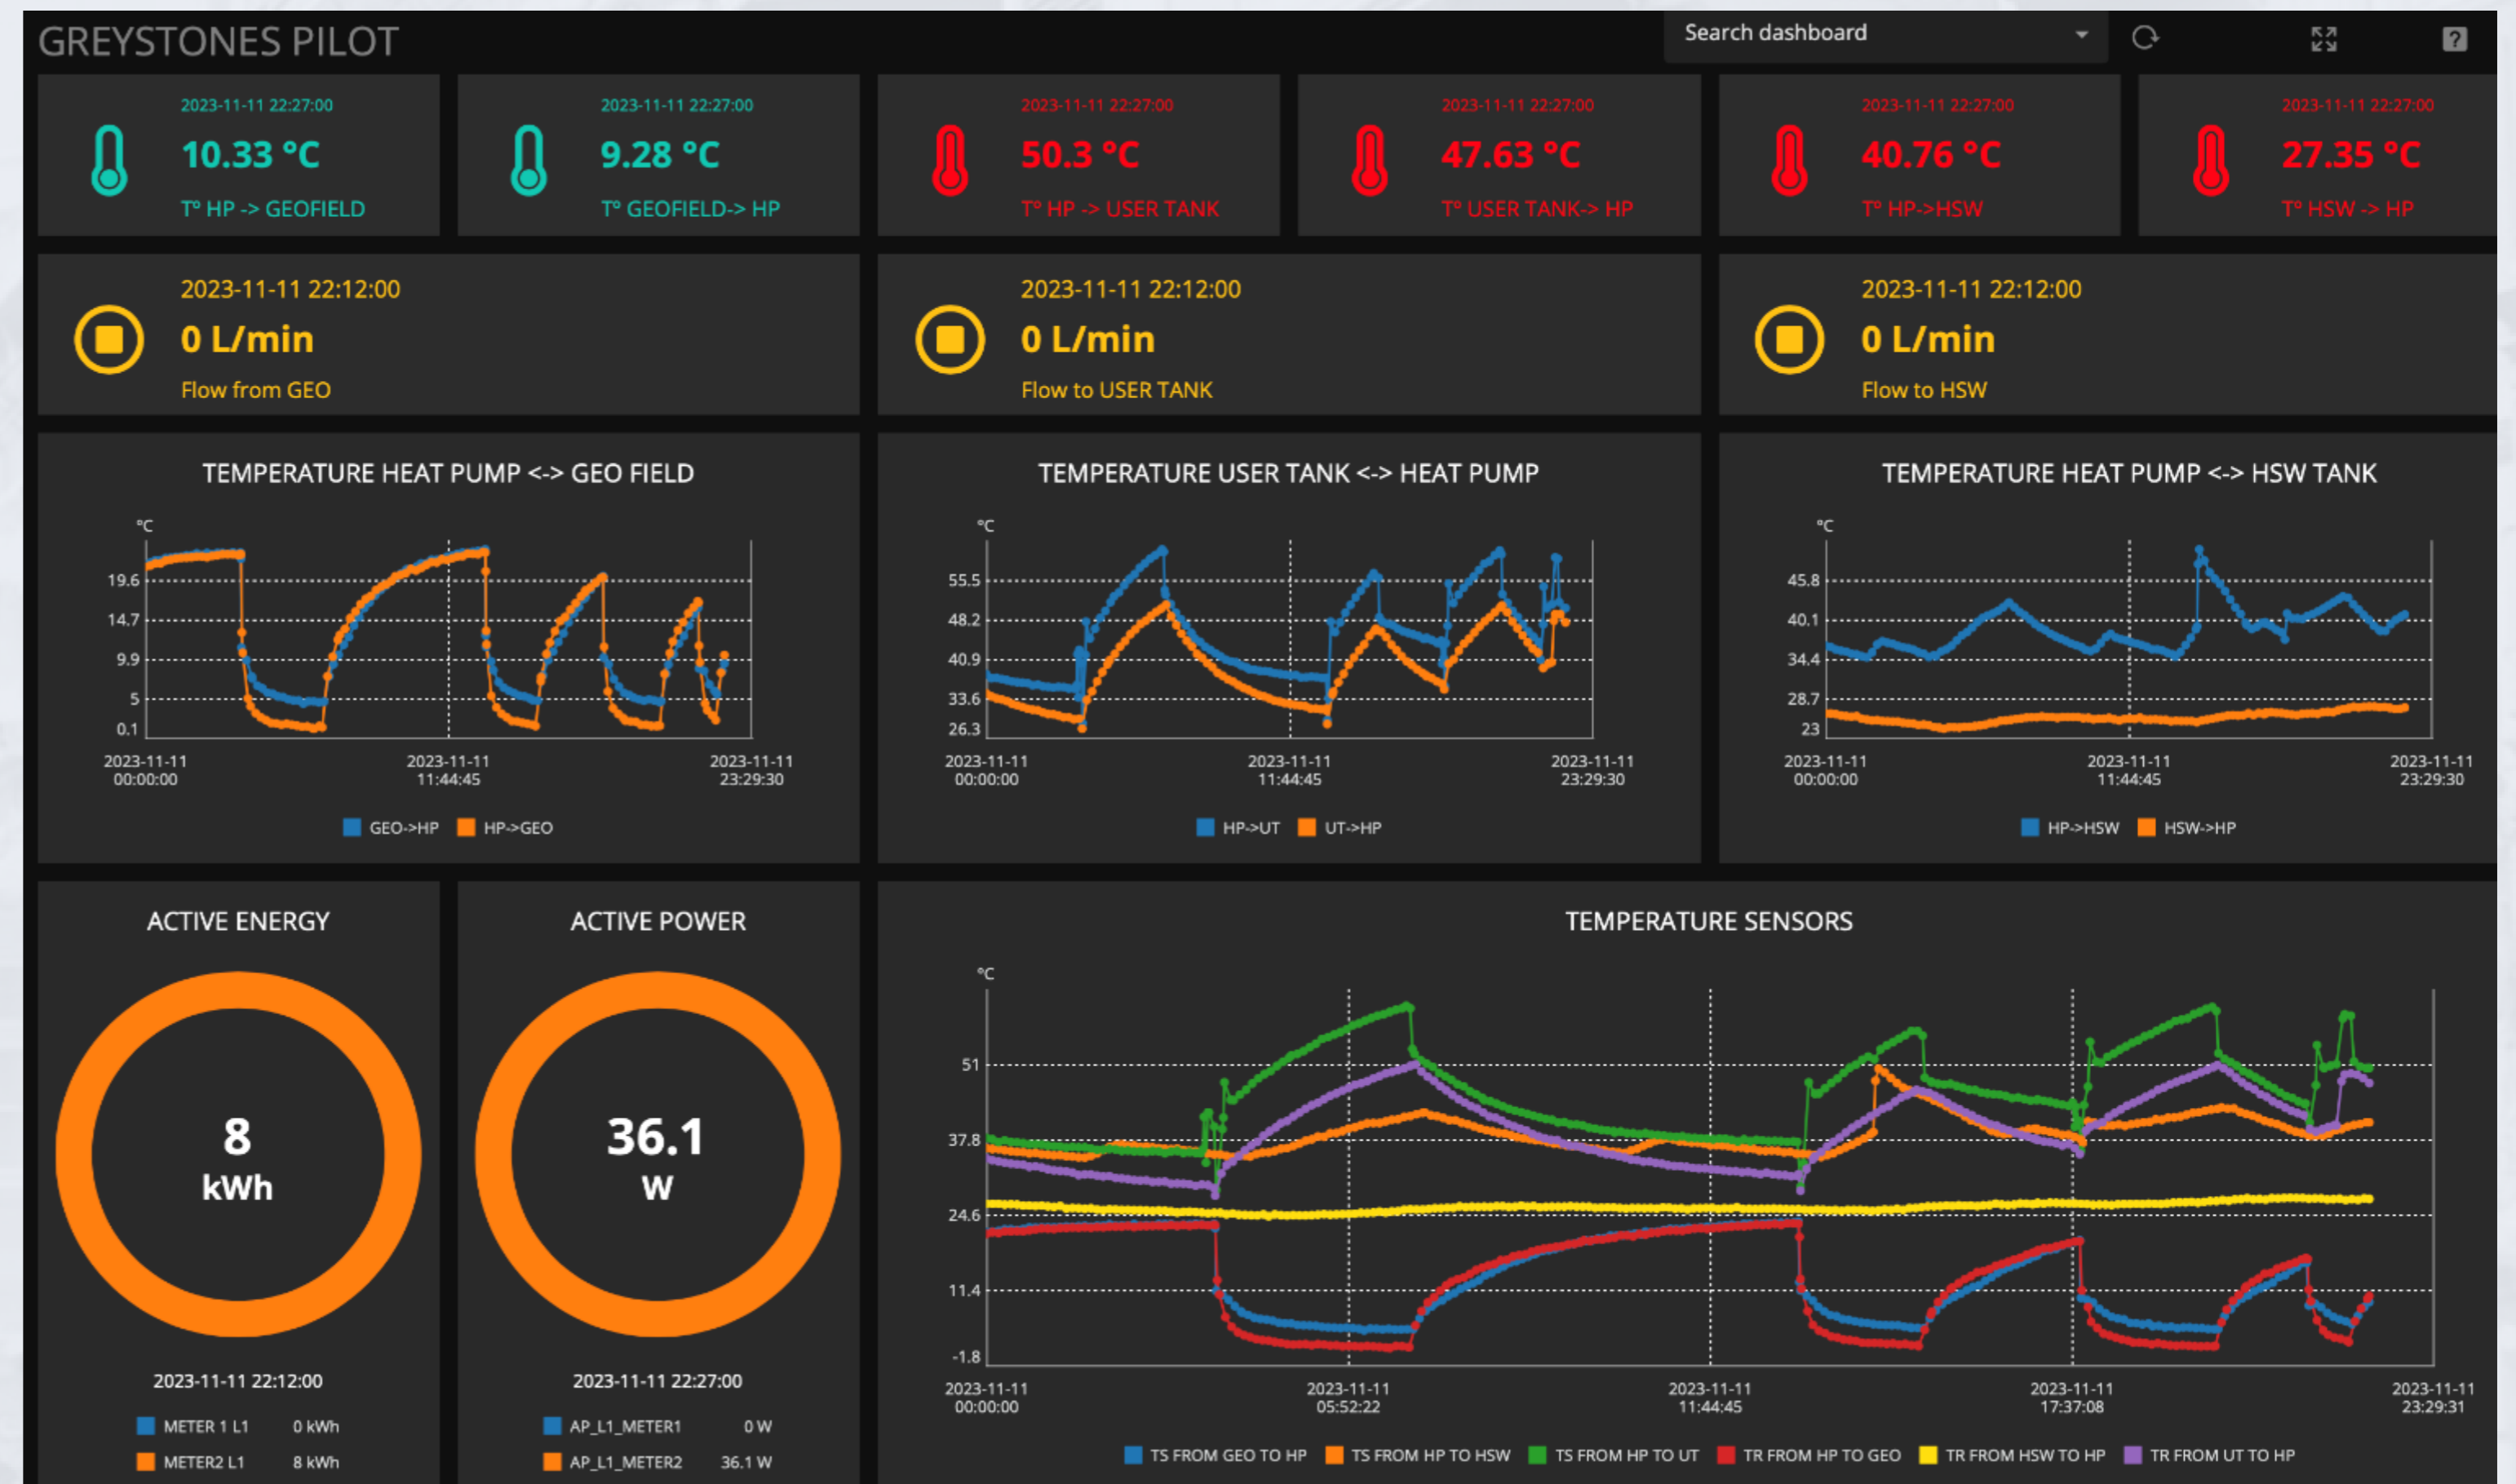 GREYSTONES PILOT
Search dashboard
?
2023-11-11 22:27:00
10.33 °C
Tº HP -> GEOFIELD
2023-11-11 22:27:00
9.28 °C
Tº GEOFIELD-> HP
2023-11-11 22:27:00
50.3 °C
Tº HP -> USER TANK
2023-11-11 22:27:00
47.63 °C
Tº USER TANK-> HP
2023-11-11 22:27:00
40.76 °C
Tº HP->HSW
2023-11-11 22:27:00
27.35 °C
Tº HSW -> HP
2023-11-11 22:12:00
0 L/min
Flow from GEO
2023-11-11 22:12:00
0 L/min
Flow to USER TANK
2023-11-11 22:12:00
0 L/min
Flow to HSW
TEMPERATURE HEAT PUMP <-> GEO FIELD
°C
19.6
14.7
9.9
5
0.1
2023-11-11
00:00:00
2023-11-11
11:44:45
2023-11-11
23:29:30
GEO->HP
HP->GEO
TEMPERATURE USER TANK <-> HEAT PUMP
°C
55.5
48.2
40.9
33.6
26.3
2023-11-11
00:00:00
2023-11-11
11:44:45
2023-11-11
23:29:30
HP->UT
UT->HP
TEMPERATURE HEAT PUMP <-> HSW TANK
°C
45.8
40.1
34.4
28.7
23
2023-11-11
00:00:00
2023-11-11
11:44:45
2023-11-11
23:29:30
HP->HSW
HSW->HP
ACTIVE ENERGY
8
kWh
2023-11-11 22:12:00
METER 1 L1 0 kWh
METER2 L1 8 kWh
ACTIVE POWER
36.1
W
2023-11-11 22:27:00
AP_L1_METER1 0 W
AP_L1_METER2 36.1 W
TEMPERATURE SENSORS
°C
51
37.8
24.6
11.4
-1.8
2023-11-11
00:00:00
2023-11-11
05:52:22
2023-11-11
11:44:45
2023-11-11
17:37:08
2023-11-11
23:29:31
TS FROM GEO TO HP
TS FROM HP TO HSW
TS FROM HP TO UT
TR FROM HP TO GEO
TR FROM HSW TO HP
TR FROM UT TO HP